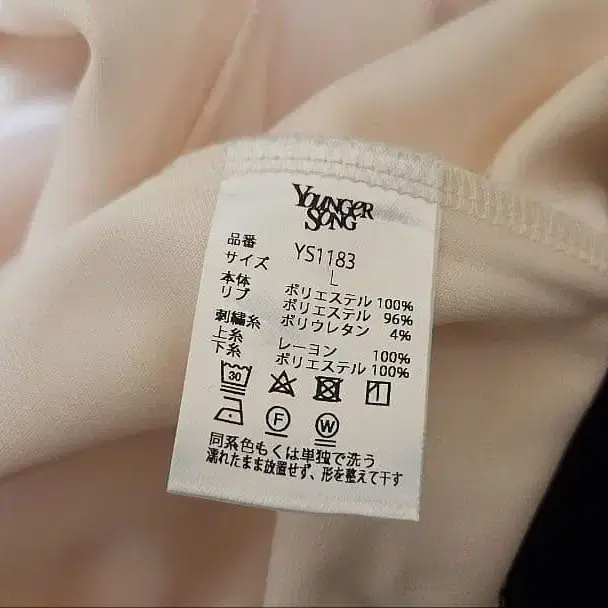 YOUNGER
SONG
品番 YS1183
サイズ L
本体 ポリエステル 100%
リブ ポリエステル 96%
ポリウレタン 4%
刺繍糸
上糸 レーヨン 100%
下糸 ポリエステル 100%
30
F W
同系色もくは単独で洗う
濡れたまま放置せず、形を整えて干す